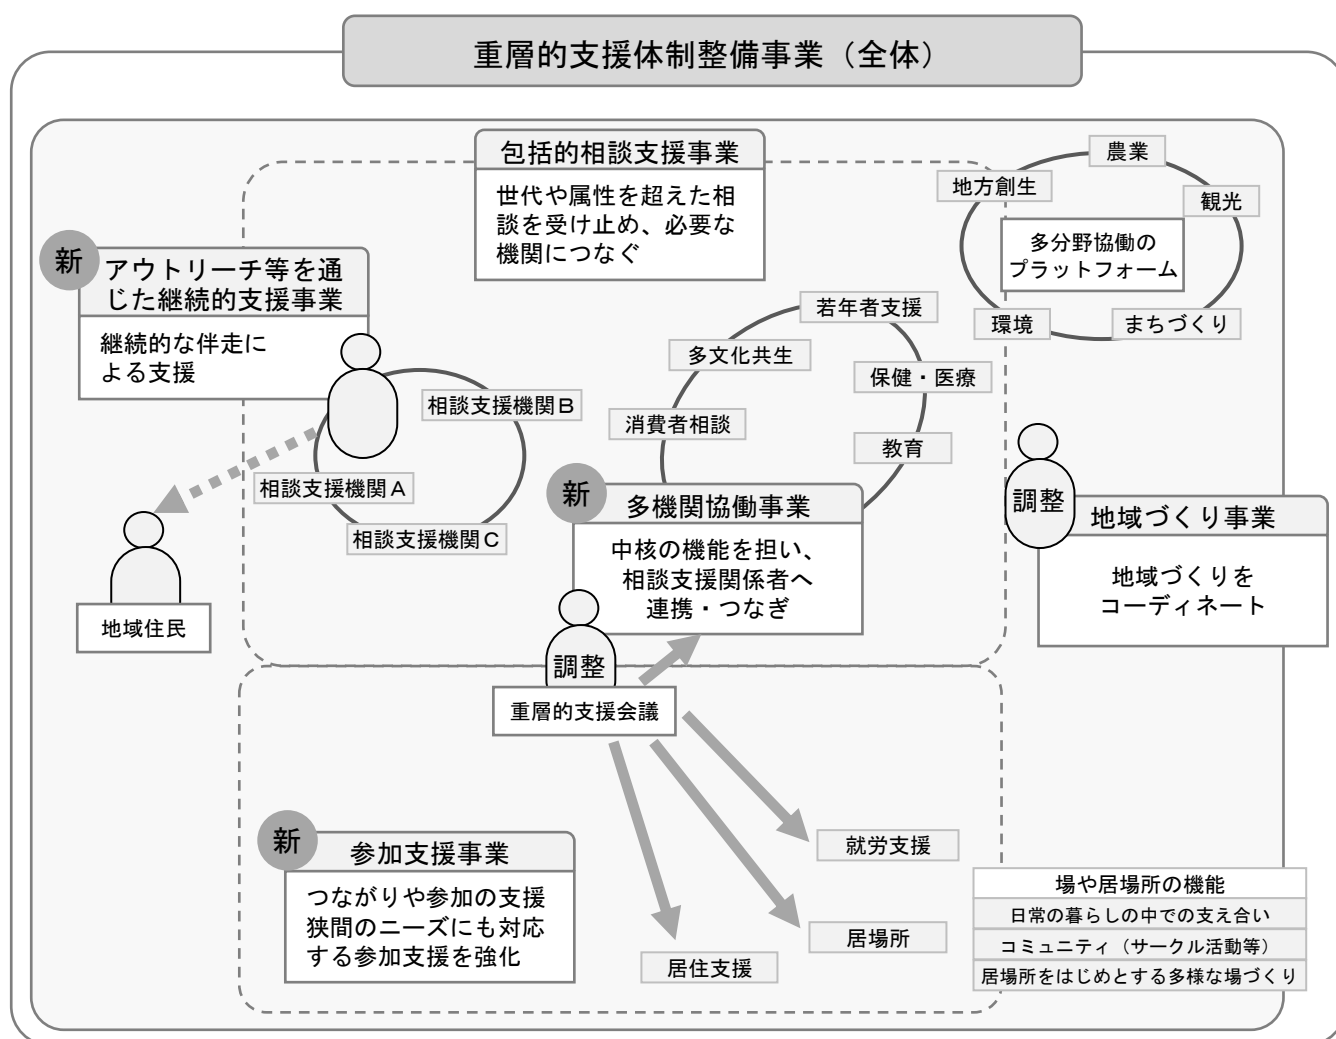 重層的支援体制整備事業（全体）
包括的相談支援事業
世代や属性を超えた相
談を受け止め、必要な
機関につなぐ
農業
地方創生
観光
多分野協働の
プラットフォーム
環境
まちづくり
新
アウトリーチ等を通
じた継続的支援事業
継続的な伴走に
よる支援
若年者支援
多文化共生
保健・医療
消費者相談
教育
相談支援機関B
相談支援機関A
相談支援機関C
地域住民
新
多機関協働事業
中核の機能を担い、
相談支援関係者へ
連携・つなぎ
調整
地域づくり事業
地域づくりを
コーディネート
調整
重層的支援会議
新
参加支援事業
つながりや参加の支援
狭間のニーズにも対応
する参加支援を強化
就労支援
居場所
居住支援
場や居場所の機能
日常の暮らしの中での支え合い
コミュニティ（サークル活動等）
居場所をはじめとする多様な場づくり